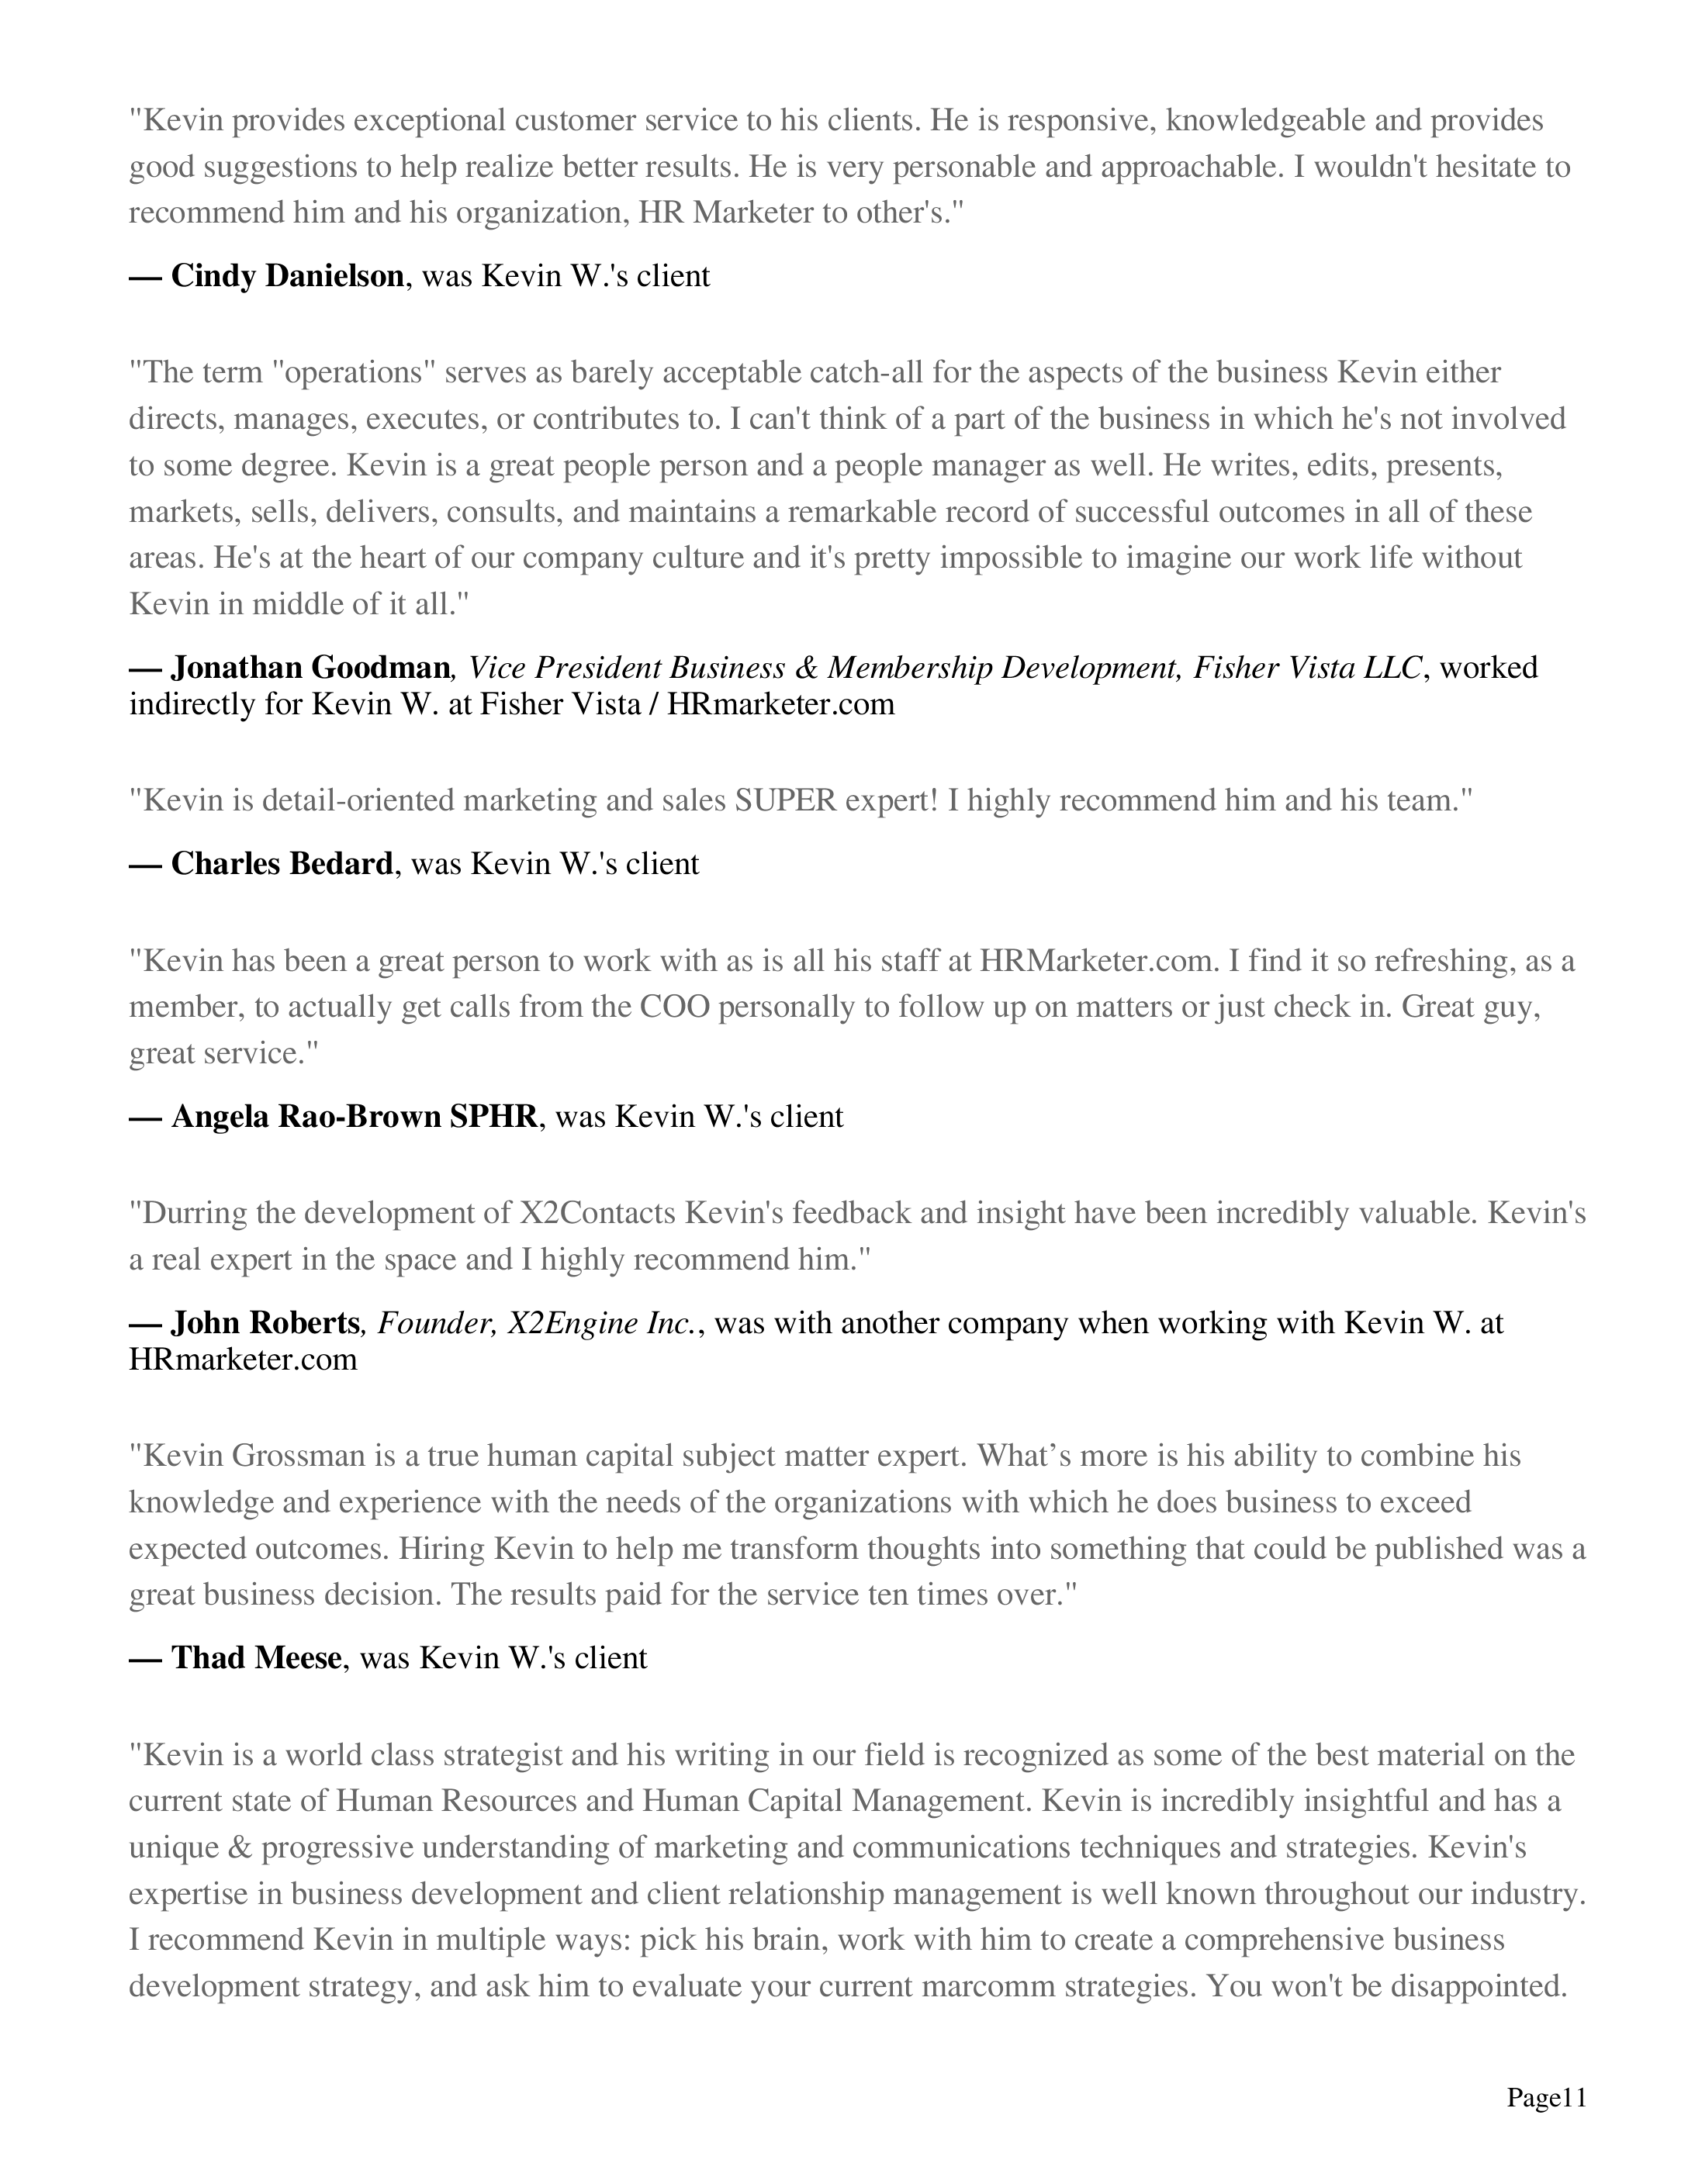 "Kevin provides exceptional customer service to his clients. He is responsive, knowledgeable and provides
good suggestions to help realize better results. He is very personable and approachable. I wouldn't hesitate to
recommend him and his organization, HR Marketer to other's."
— Cindy Danielson, was Kevin W.'s client
"The term "operations" serves as barely acceptable catch-all for the aspects of the business Kevin either
directs, manages, executes, or contributes to. I can't think of a part of the business in which he's not involved
to some degree. Kevin is a great people person and a people manager as well. He writes, edits, presents,
markets, sells, delivers, consults, and maintains a remarkable record of successful outcomes in all of these
areas. He's at the heart of our company culture and it's pretty impossible to imagine our work life without
Kevin in middle of it all."
— Jonathan Goodman, Vice President Business & Membership Development, Fisher Vista LLC, worked
indirectly for Kevin W. at Fisher Vista / HRmarketer.com
"Kevin is detail-oriented marketing and sales SUPER expert! I highly recommend him and his team."
— Charles Bedard, was Kevin W.'s client
"Kevin has been a great person to work with as is all his staff at HRMarketer.com. I find it so refreshing, as a
member, to actually get calls from the COO personally to follow up on matters or just check in. Great guy,
great service."
— Angela Rao-Brown SPHR, was Kevin W.'s client
"Durring the development of X2Contacts Kevin's feedback and insight have been incredibly valuable. Kevin's
a real expert in the space and I highly recommend him."
— John Roberts, Founder, X2Engine Inc., was with another company when working with Kevin W. at
HRmarketer.com
"Kevin Grossman is a true human capital subject matter expert. What’s more is his ability to combine his
knowledge and experience with the needs of the organizations with which he does business to exceed
expected outcomes. Hiring Kevin to help me transform thoughts into something that could be published was a
great business decision. The results paid for the service ten times over."
— Thad Meese, was Kevin W.'s client
"Kevin is a world class strategist and his writing in our field is recognized as some of the best material on the
current state of Human Resources and Human Capital Management. Kevin is incredibly insightful and has a
unique & progressive understanding of marketing and communications techniques and strategies. Kevin's
expertise in business development and client relationship management is well known throughout our industry.
I recommend Kevin in multiple ways: pick his brain, work with him to create a comprehensive business
development strategy, and ask him to evaluate your current marcomm strategies. You won't be disappointed.
Page11